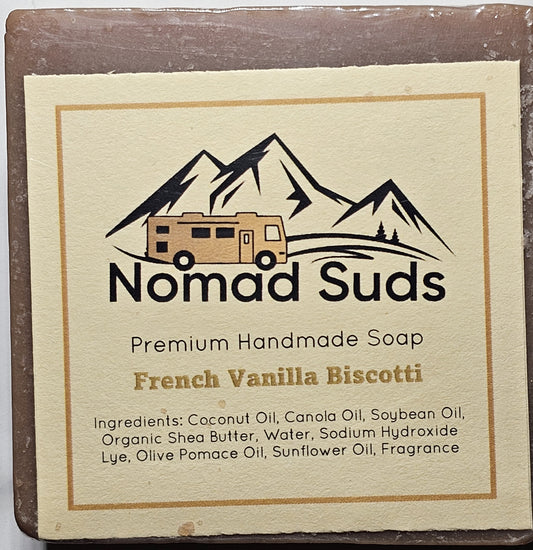 Nomad Suds
Premium Handmade Soap
French Vanilla Biscotti
Ingredients: Coconut Oil, Canola Oil, Soybean Oil,
Organic Shea Butter, Water, Sodium Hydroxide
Lye, Olive Pomace Oil, Sunflower Oil, Fragrance